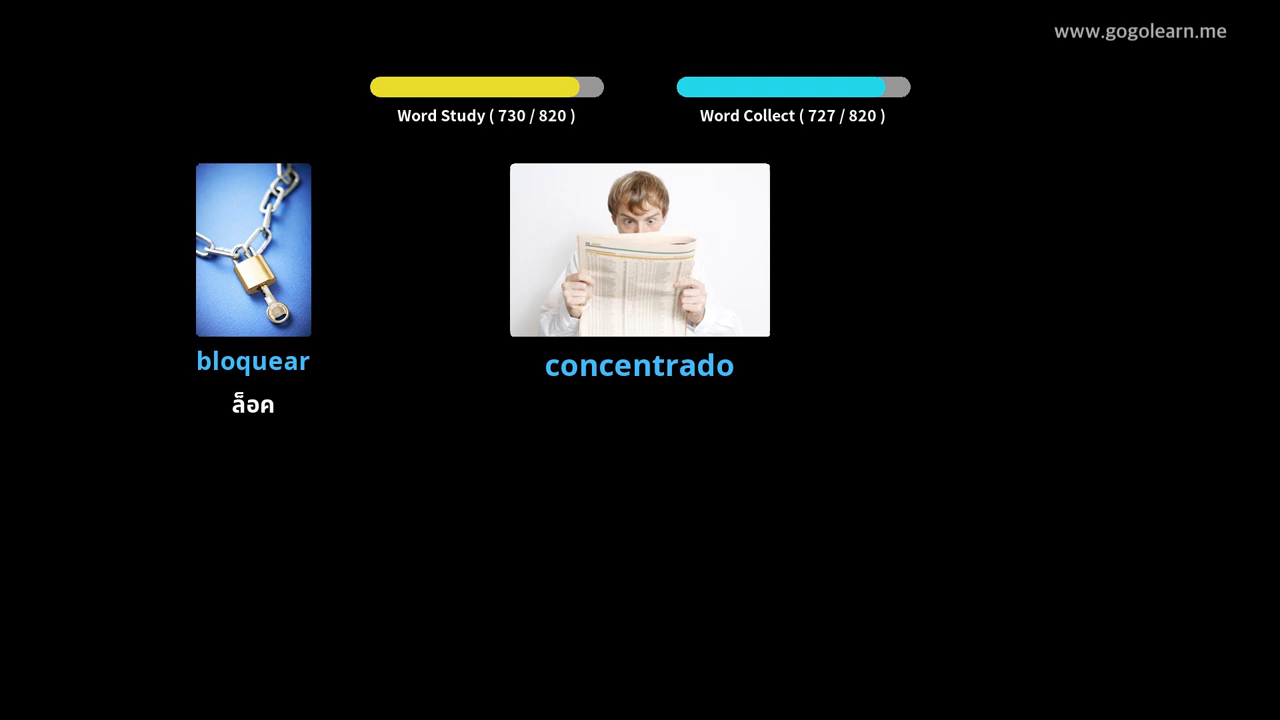 www.gogolearn.me
Word Study ( 730 / 820 )
Word Collect ( 727 / 820 )
bloquear
ล็อค
concentrado